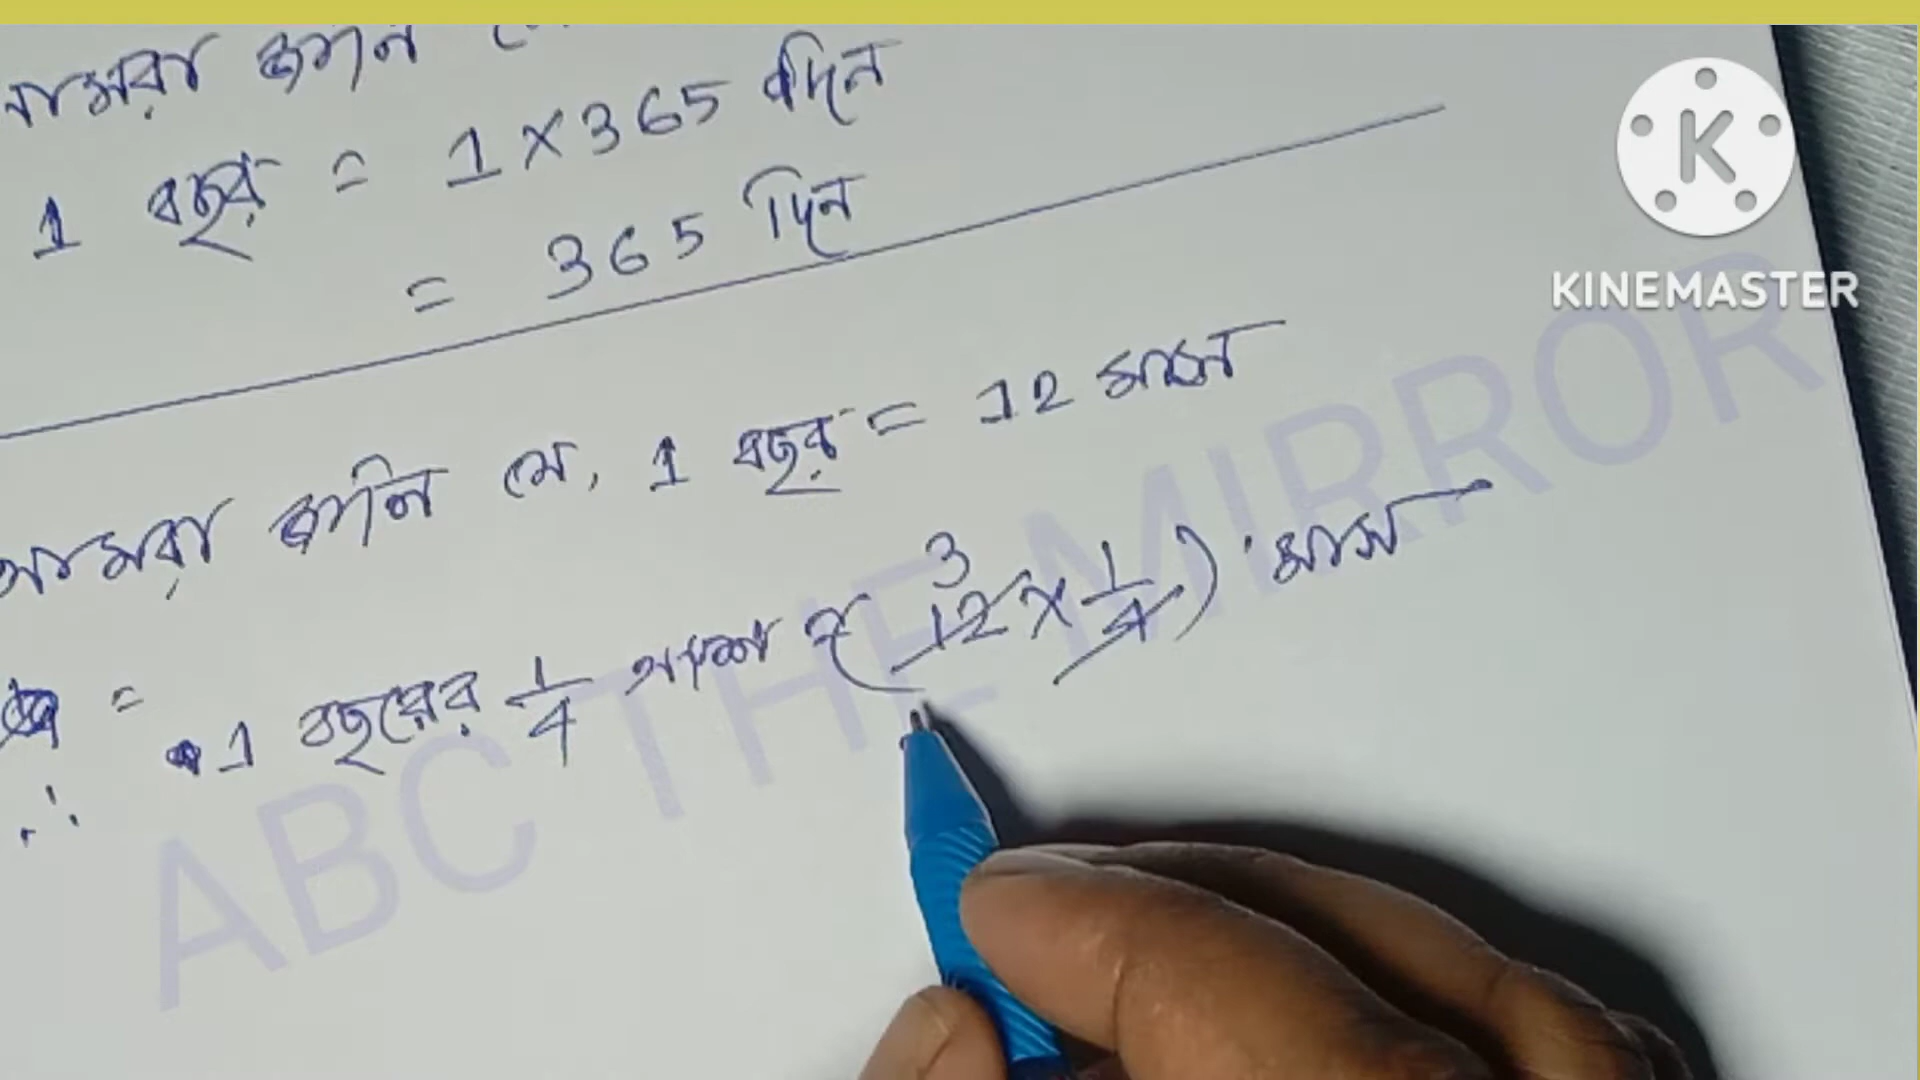 আমরা জানি
1 বছর = 1 × 365 দিন
= 365 দিন
আমরা জানি যে, 1 বছর = 12 মাস
= 1 বছরের 1/4 অংশ = (12 × 1/4) মাস
3
∴
K
KINEMASTER
ABC THE MIRROR